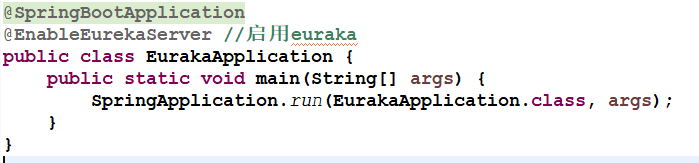 @SpringBootApplication
@EnableEurekaServer //启用euraka
public class EurakaApplication {
    public static void main(String[] args) {
        SpringApplication.run(EurakaApplication.class, args);
    }
}